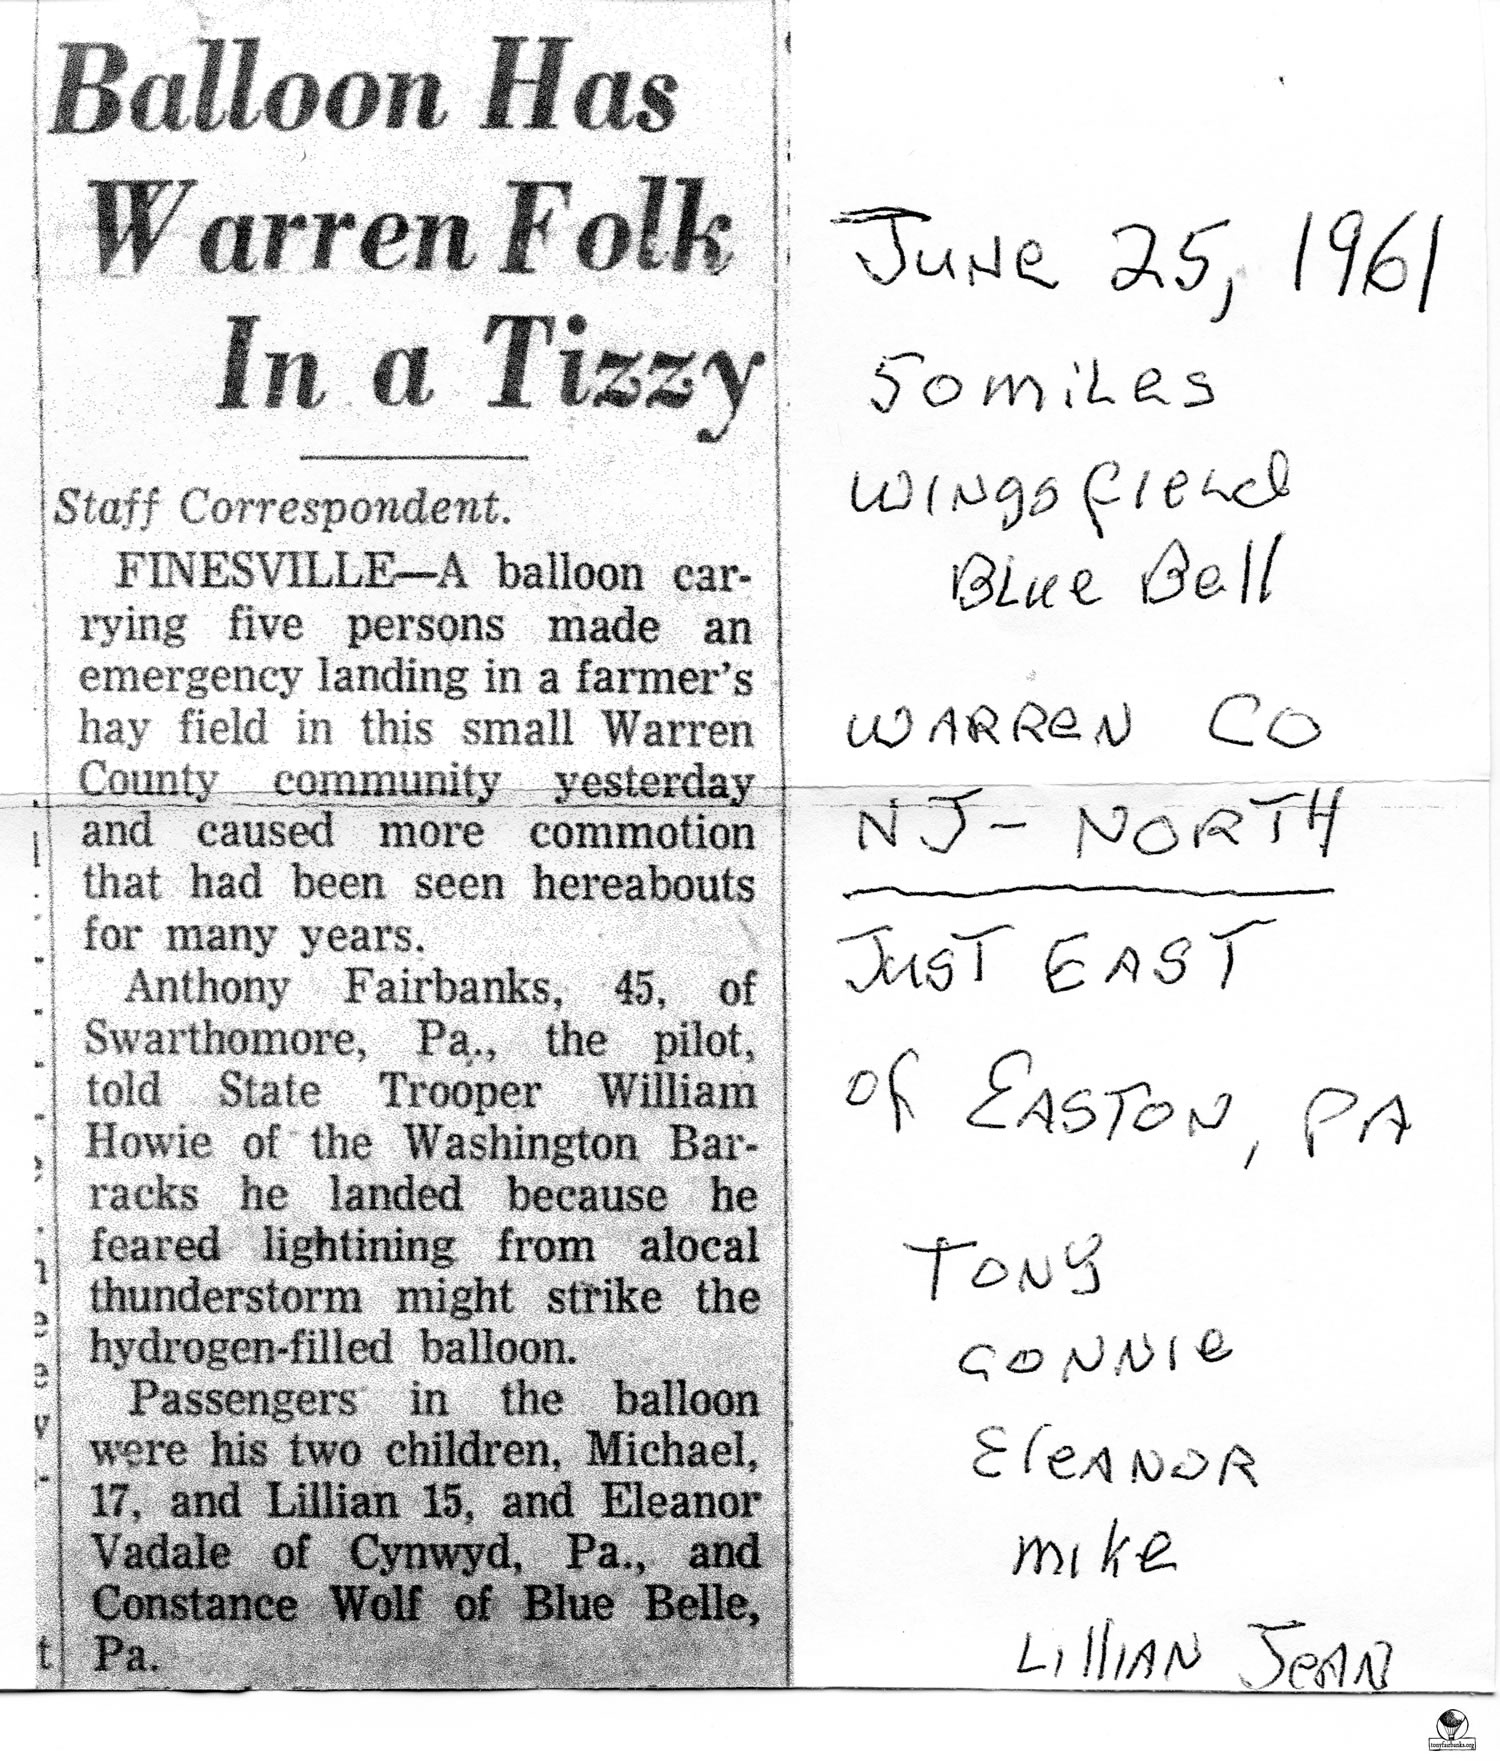 Balloon Has
Warren Folk
In a Tizzy
Staff Correspondent.
FINESVILLE—A balloon car-
rying five persons made an
emergency landing in a farmer's
hay field in this small Warren
County community yesterday
and caused more commotion
that had been seen hereabouts
for many years.
Anthony Fairbanks, 45, of
Swarthomore, Pa., the pilot,
told State Trooper William
Howie of the Washington Bar-
racks he landed because he
feared lightining from alocal
thunderstorm might strike the
hydrogen-filled balloon.
Passengers in the balloon
were his two children, Michael,
17, and Lillian 15, and Eleanor
Vadale of Cynwyd, Pa., and
Constance Wolf of Blue Belle,
Pa.
June 25, 1961
50 miles
Wings field
Blue Bell
WARREN CO
NJ - NORTH
JUST EAST
of EASTON, PA
TONY
CONNIE
ELEANOR
mike
LillIAN JEAN
tonyfairbanks.org